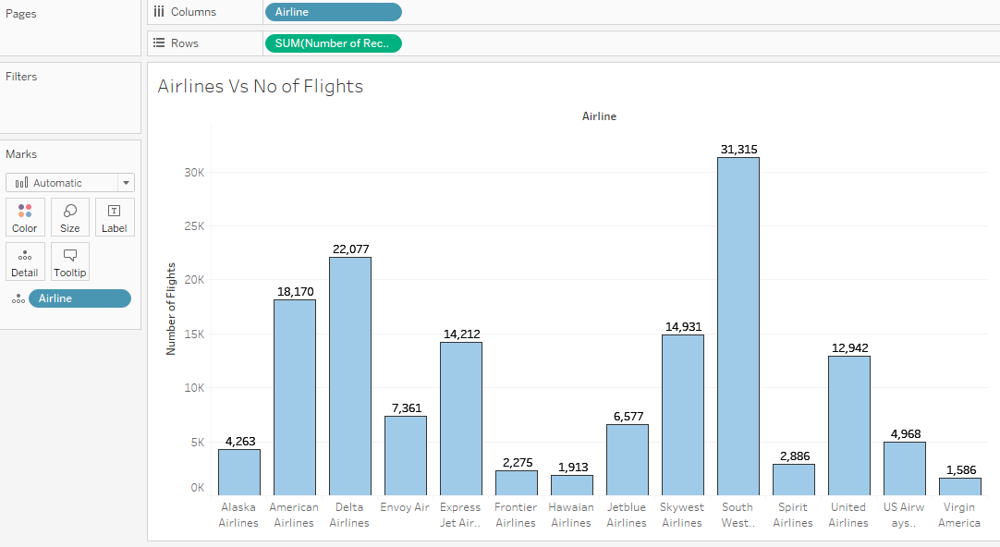 Pages
Columns
Airline
Rows
SUM(Number of Rec..
Filters
Marks
Automatic
Color
Size
Label
Detail
Tooltip
Airline
Airlines Vs No of Flights
Airline
Number of Flights
30K
25K
20K
15K
10K
5K
0K
4,263
18,170
22,077
7,361
14,212
2,275
1,913
6,577
14,931
31,315
2,886
12,942
4,968
1,586
Alaska
Airlines
American
Airlines
Delta
Airlines
Envoy Air
Express
Jet Air..
Frontier
Airlines
Hawaian
Airlines
Jetblue
Airlines
Skywest
Airlines
South
West..
Spirit
Airlines
United
Airlines
US Airw
ays..
Virgin
America